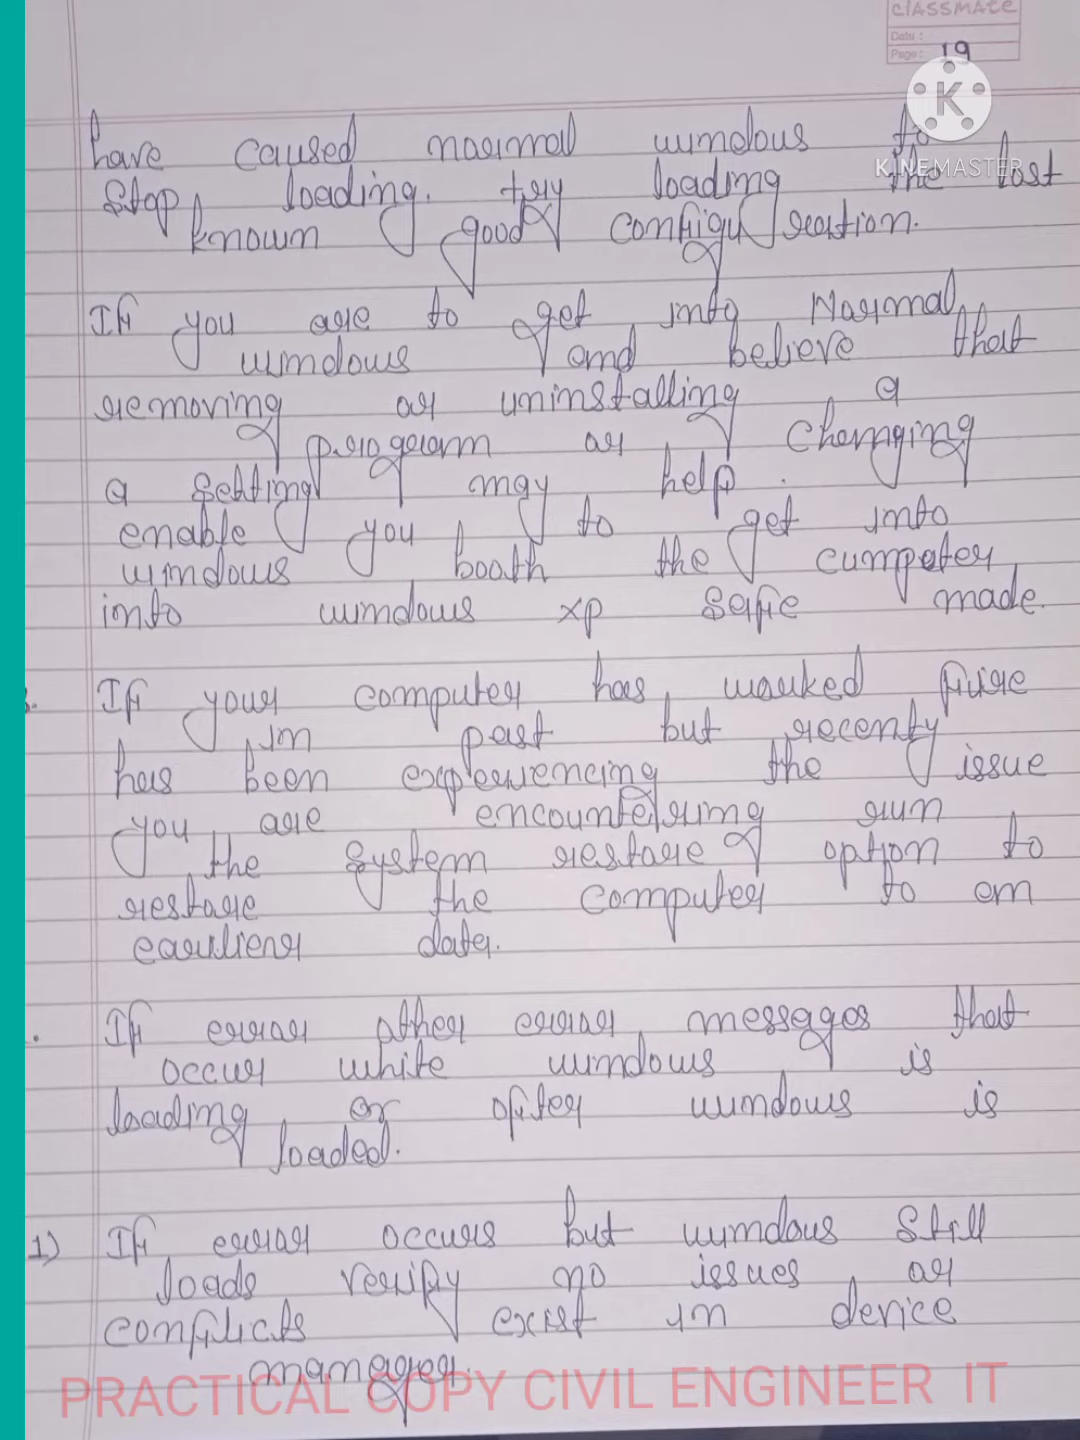 classmate
Date :
Page : 19
K
KINEMASTER
have caused normal windows to
stop loading. try loading the last
known good configuration.
If you are to get into Normal
windows and believe that
removing or uninstalling a
program or changing
a setting may help.
enable you to get into
windows booth the cumpoter
into windows xp safe made.
If your computer has worked fire
in past but recenty
has been experiencing the issue
you are encountering run
the system restore option to
restore the computer to an
earlier date.
If error other error messages that
occur white windows is
loading or after windows is
loaded.
1) If error occurs but windows still
loads verify no issues or
conflicts exist in device
manager.
PRACTICAL COPY CIVIL ENGINEER IT